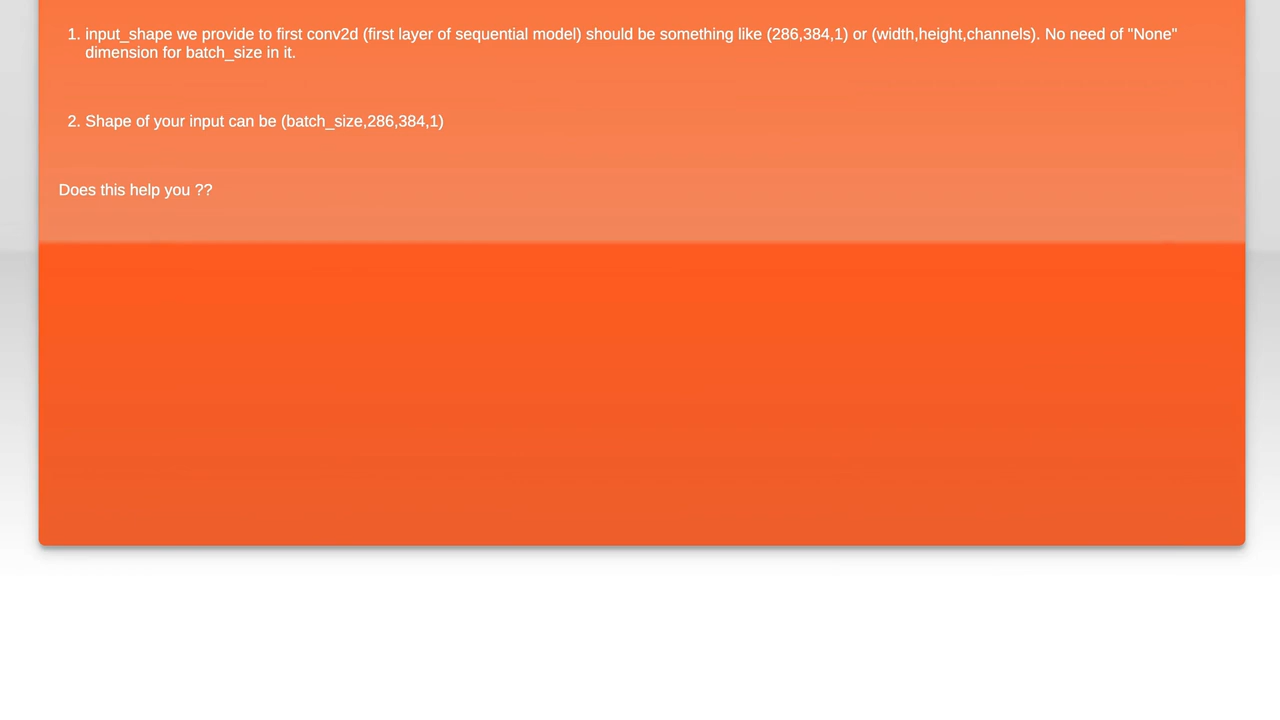 1. input_shape we provide to first conv2d (first layer of sequential model) should be something like (286,384,1) or (width,height,channels). No need of "None"
dimension for batch_size in it.
2. Shape of your input can be (batch_size,286,384,1)
Does this help you ??